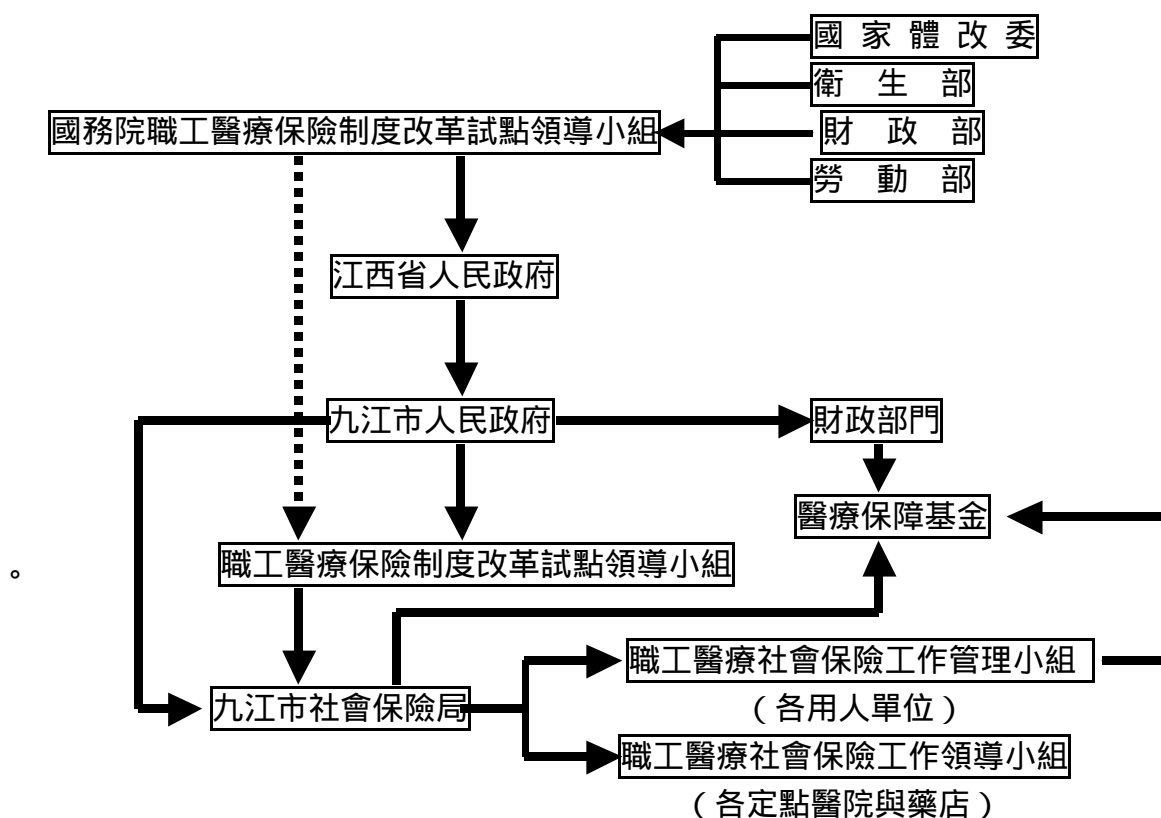 國家體改委
衛生部
國務院職工醫療保險制度改革試點領導小組
財政部
勞動部
江西省人民政府
九江市人民政府
財政部門
醫療保障基金
職工醫療保險制度改革試點領導小組
。
職工醫療社會保險工作管理小組
九江市社會保險局
（各用人單位）
職工醫療社會保險工作領導小組
（各定點醫院與藥店）